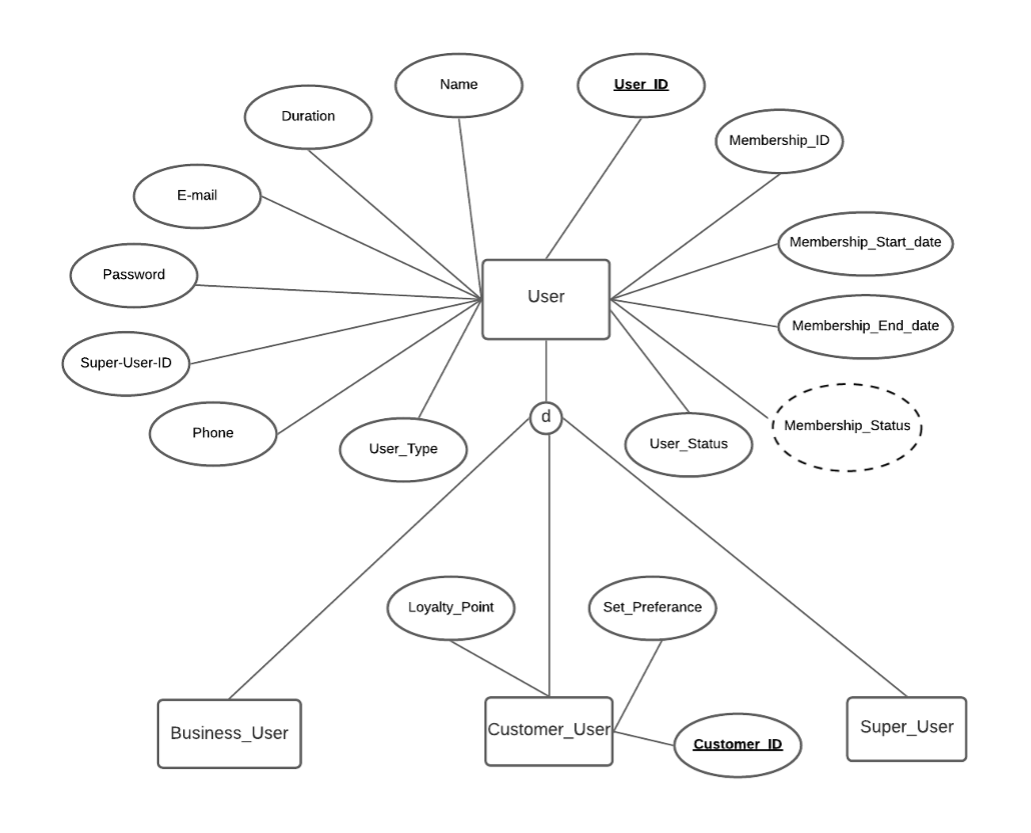 Name
User_ID
Duration
Membership_ID
E-mail
Membership_Start_date
Password
User
Membership_End_date
Super-User-ID
d
Membership_Status
Phone
User_Type
User_Status
Loyalty_Point
Set_Preferance
Business_User
Customer_User
Super_User
Customer_ID